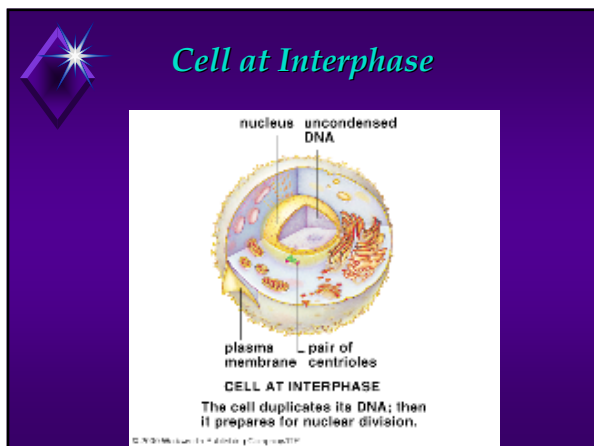 Cell at Interphase
nucleus uncondensed
DNA
plasma pair of
membrane centrioles
CELL AT INTERPHASE
The cell duplicates its DNA; then
it prepares for nuclear division.
Publishing